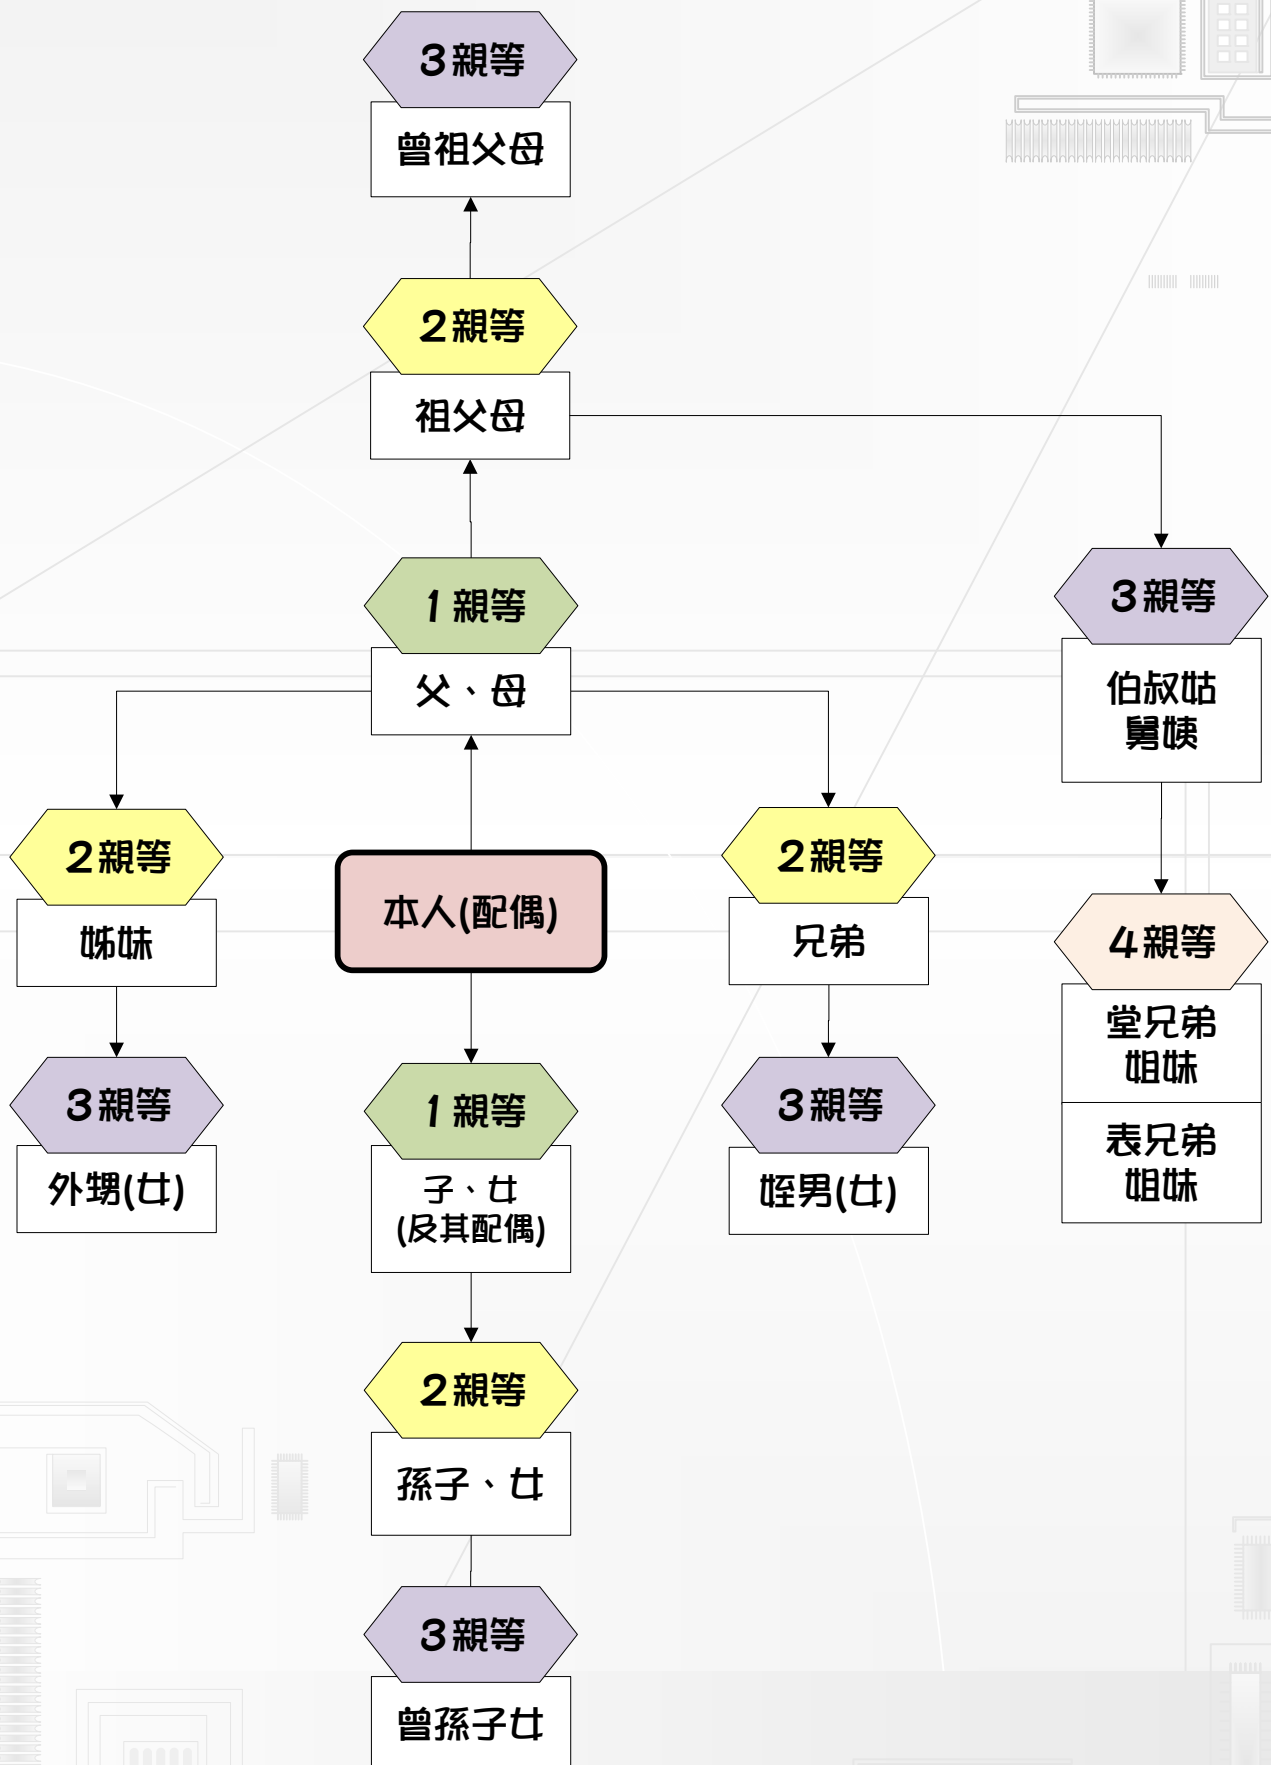 3親等
曾祖父母
2親等
祖父母
1親等
父、母
3親等
伯叔姑
舅姨
2親等
姊妹
本人(配偶)
2親等
兄弟
4親等
堂兄弟
姐妹
表兄弟
姐妹
3親等
外甥(女)
1親等
子、女
(及其配偶)
3親等
姪男(女)
2親等
孫子、女
3親等
曾孫子女